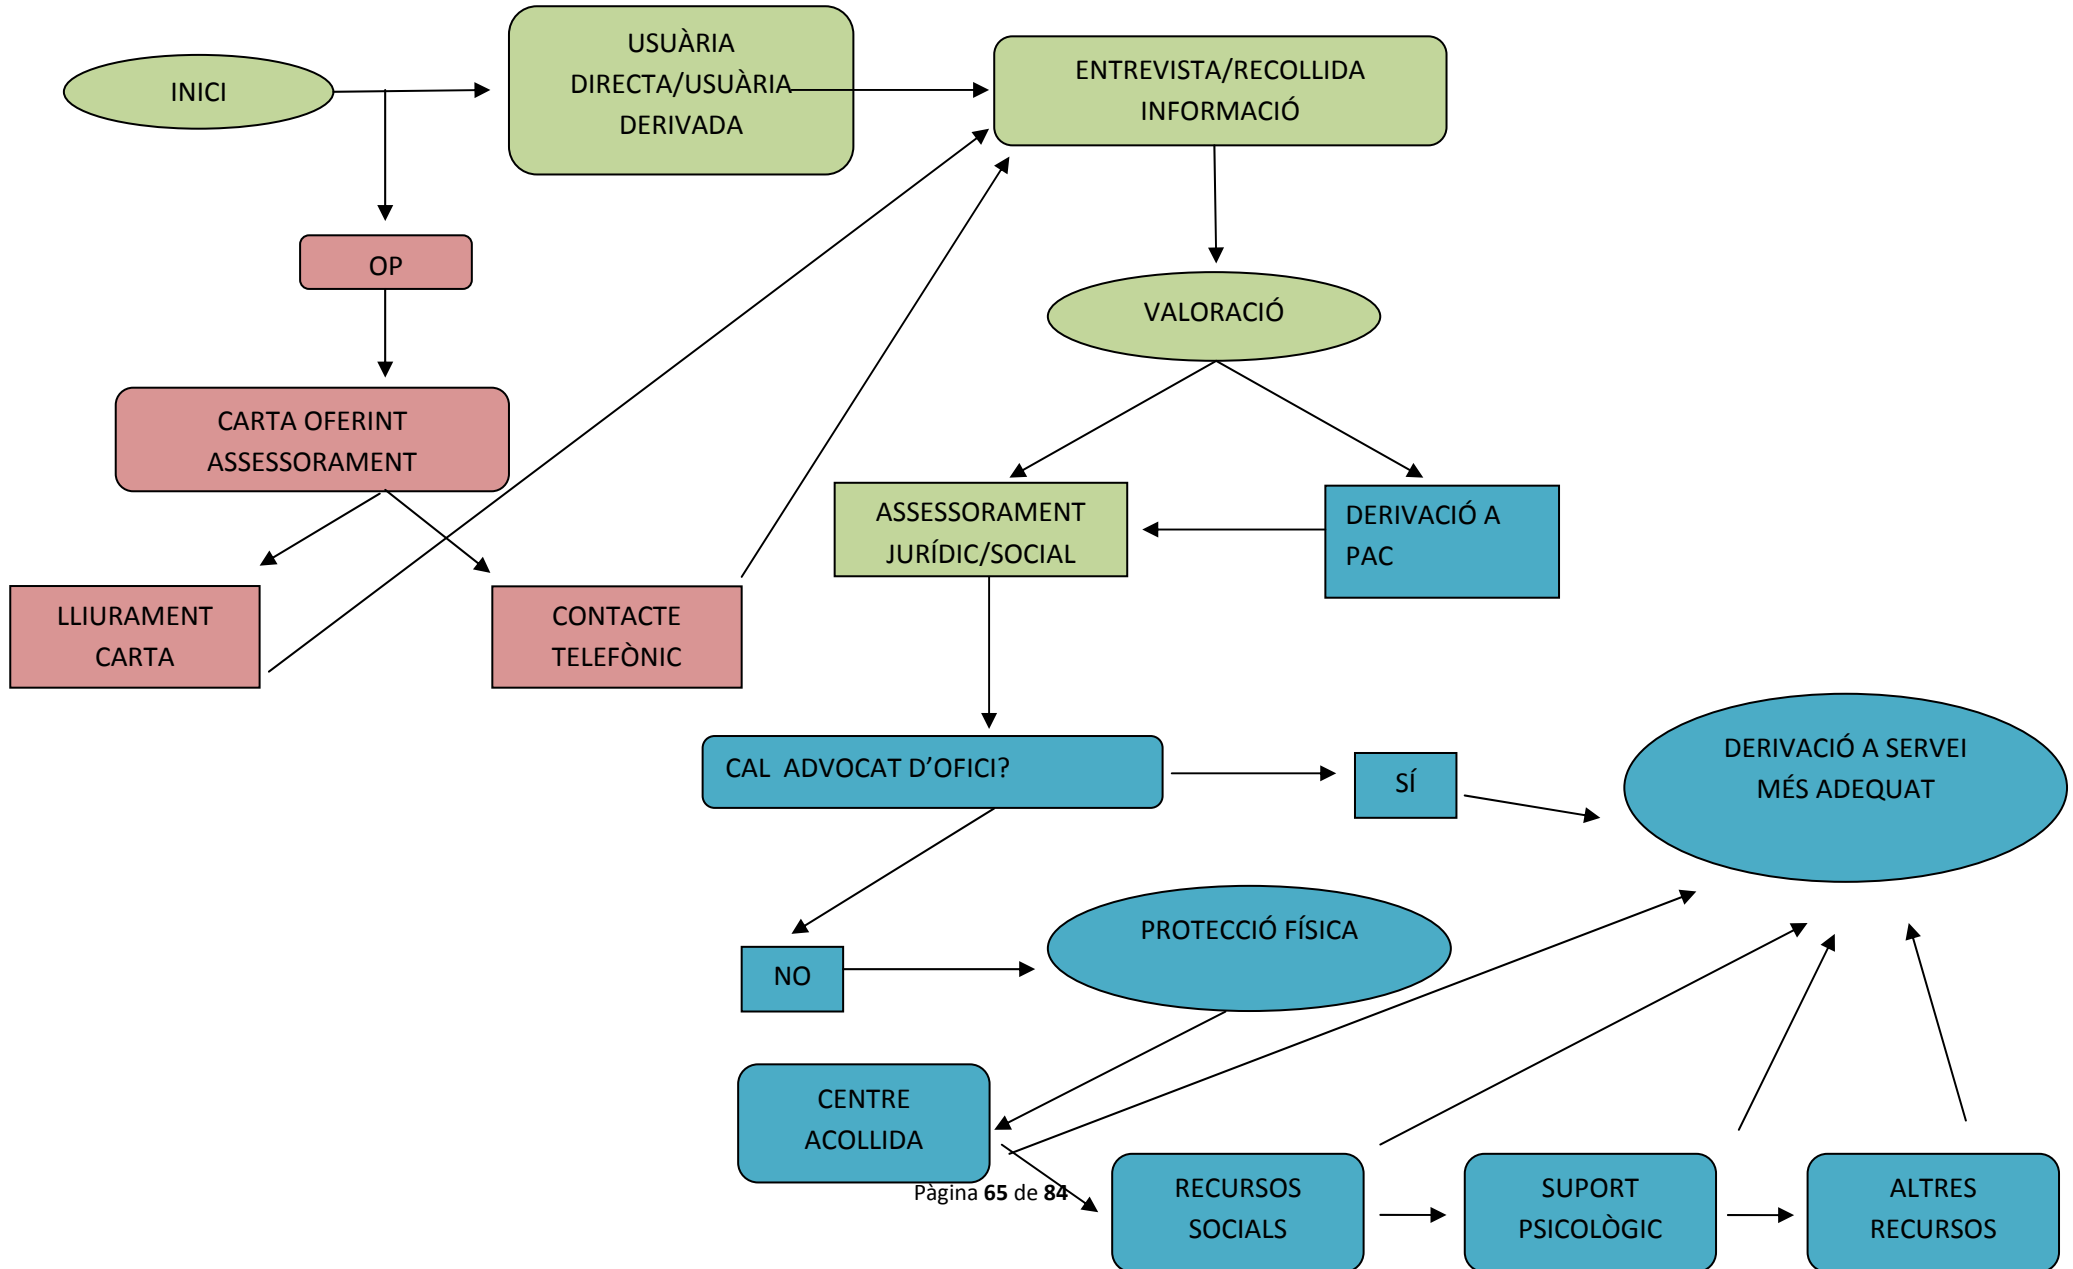 INICI
USUÀRIA
DIRECTA/USUÀRIA
DERIVADA
ENTREVISTA/RECOLLIDA
INFORMACIÓ
OP
VALORACIÓ
CARTA OFERINT
ASSESSORAMENT
ASSESSORAMENT
JURÍDIC/SOCIAL
DERIVACIÓ A
PAC
LLIURAMENT
CARTA
CONTACTE
TELEFÒNIC
CAL ADVOCAT D’OFICI?
SÍ
DERIVACIÓ A SERVEI
MÉS ADEQUAT
NO
PROTECCIÓ FÍSICA
CENTRE
ACOLLIDA
RECURSOS
SOCIALS
SUPORT
PSICOLÒGIC
ALTRES
RECURSOS
Pàgina 65 de 84